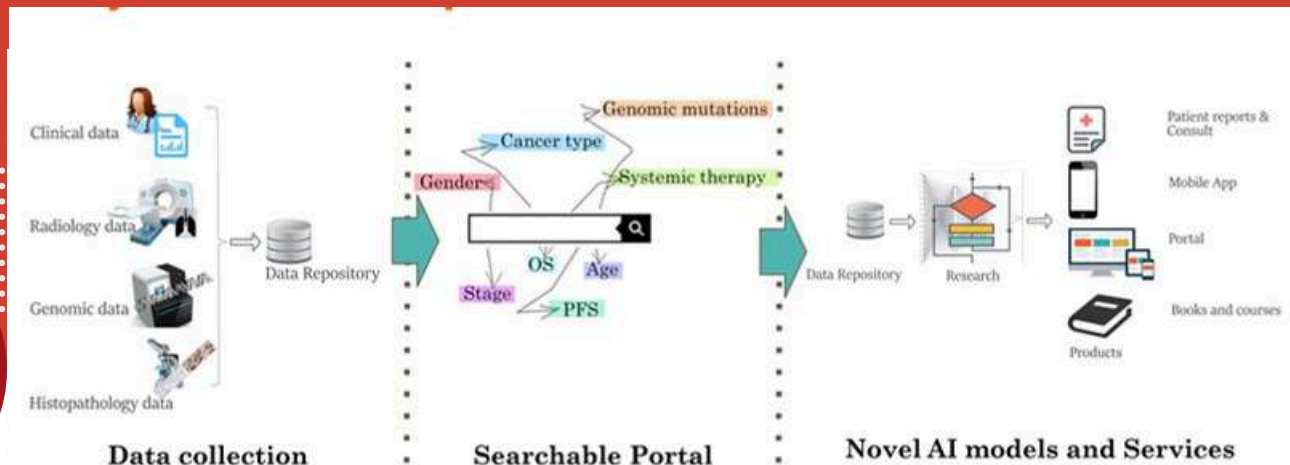 Clinical data
Radiology data
Genomic data
Histopathology data
Data Repository
Data collection
Genomic mutations
Cancer type
Systemic therapy
Gender
OS
Age
Stage
PFS
Searchable Portal
Data Repository
Research
Patient reports &
Consult
Mobile App
Portal
Books and courses
Products
Novel AI models and Services